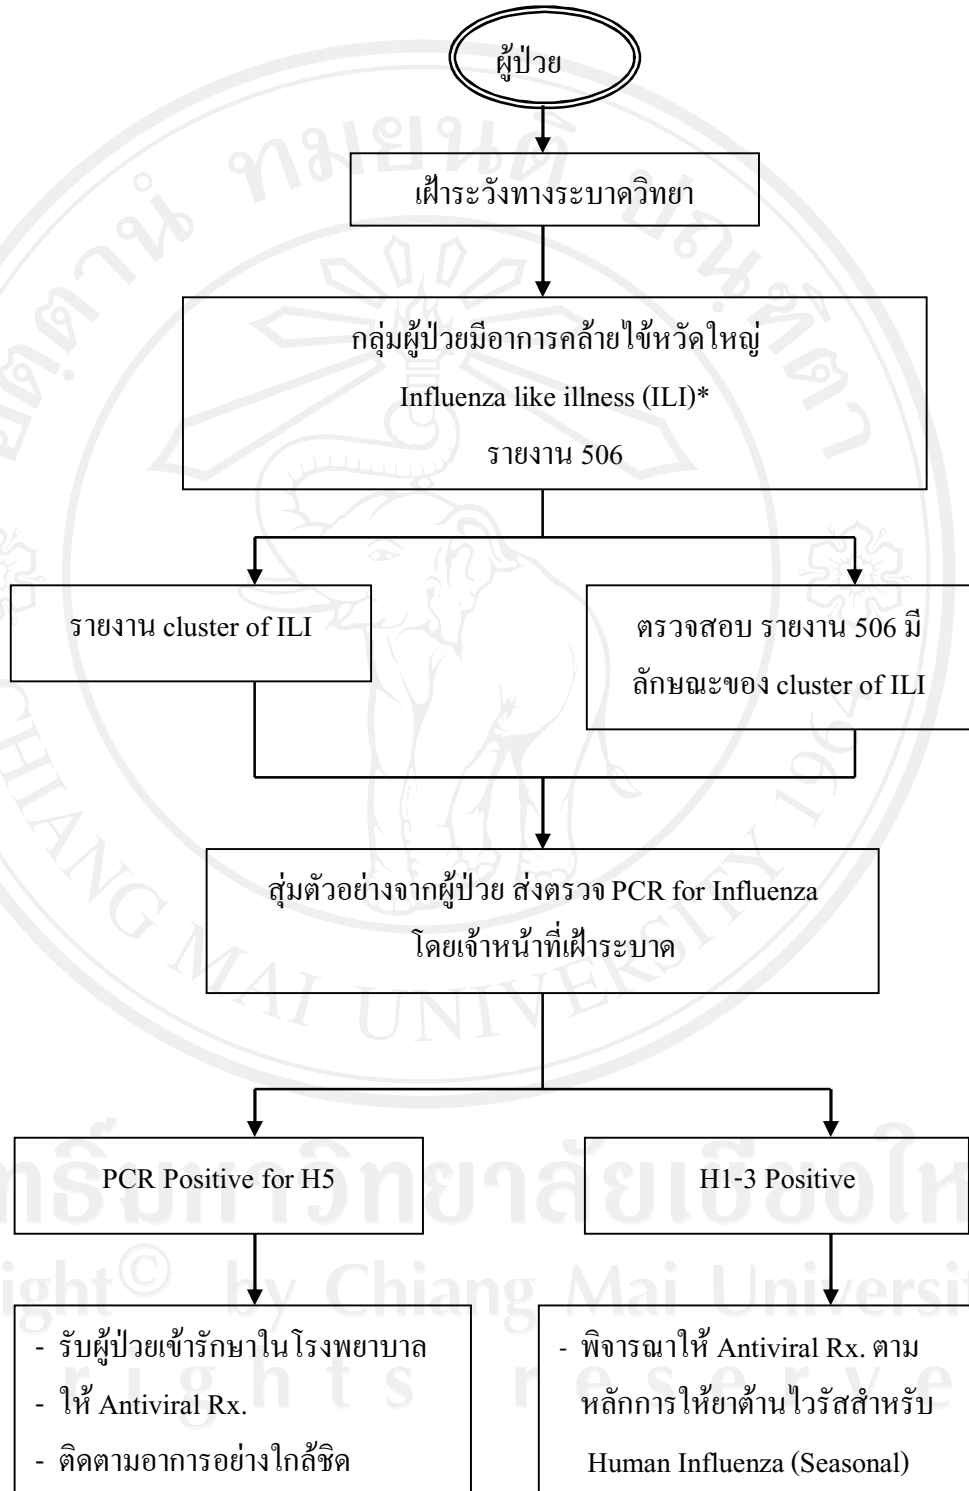 ผู้ป่วย
เฝ้าระวังทางระบาดวิทยา
กลุ่มผู้ป่วยมีอาการคล้ายไข้หวัดใหญ่
Influenza like illness (ILI)*
รายงาน 506
รายงาน cluster of ILI
ตรวจสอบ รายงาน 506 มี
ลักษณะของ cluster of ILI
สุ่มตัวอย่างจากผู้ป่วย ส่งตรวจ PCR for Influenza
โดยเจ้าหน้าที่เฝ้าระบาด
PCR Positive for H5
H1-3 Positive
- รับผู้ป่วยเข้ารักษาในโรงพยาบาล
- ให้ Antiviral Rx.
- ติดตามอาการอย่างใกล้ชิด
- พิจารณาให้ Antiviral Rx. ตาม
หลักการให้ยาต้านไวรัสสำหรับ
Human Influenza (Seasonal)
CHIANG MAI UNIVERSITY 1964
© by Chiang Mai
rights